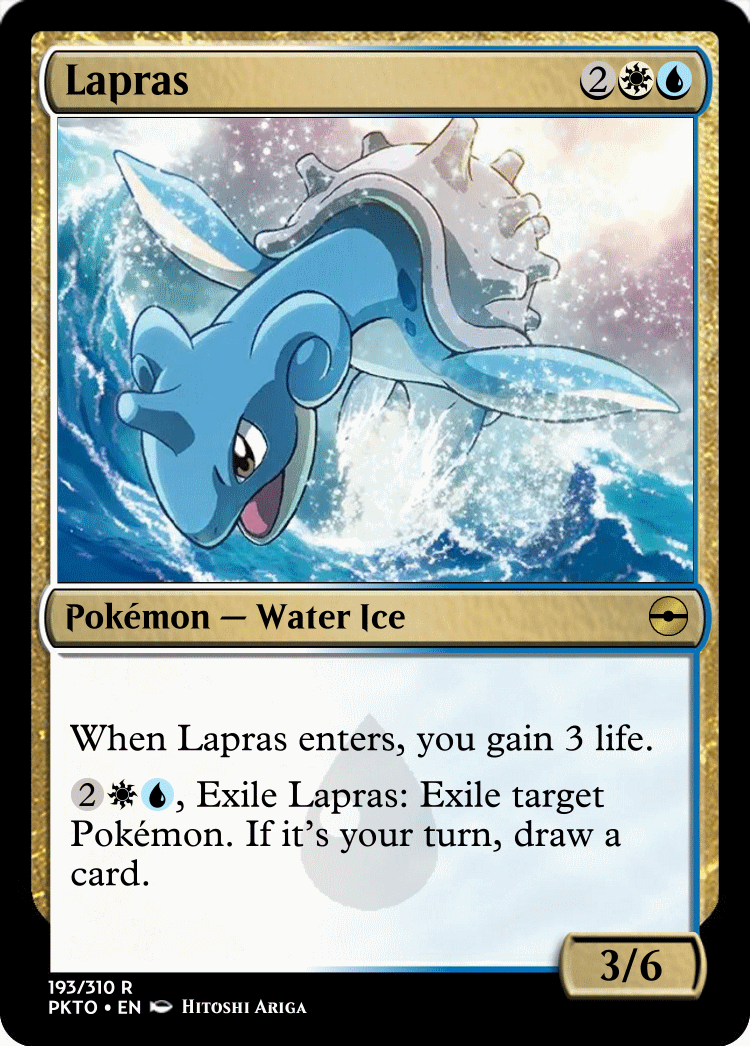 Lapras 2
Pokémon — Water Ice
When Lapras enters, you gain 3 life.
2, Exile Lapras: Exile target
Pokémon. If it's your turn, draw a
card.
3/6
193/310 R
PKTO • EN Hitoshi Ariga